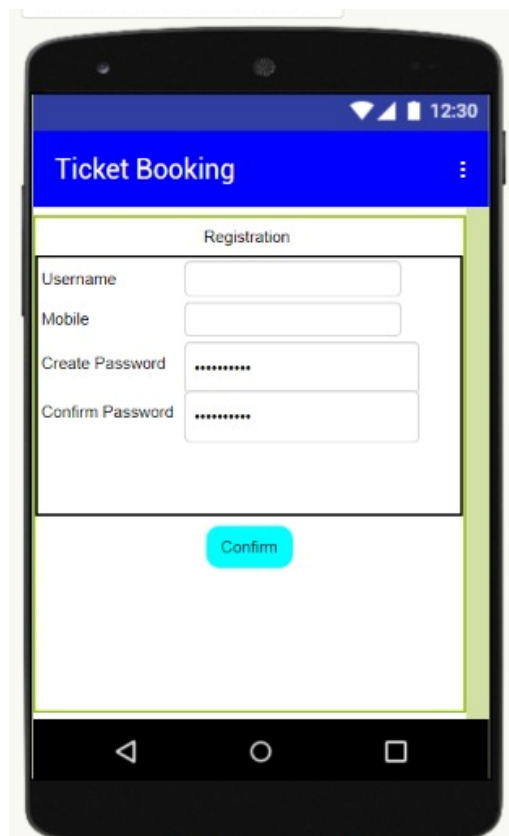 12:30
Ticket Booking
Registration
Username
Mobile
Create Password
••••••••••
Confirm Password
••••••••••
Confirm